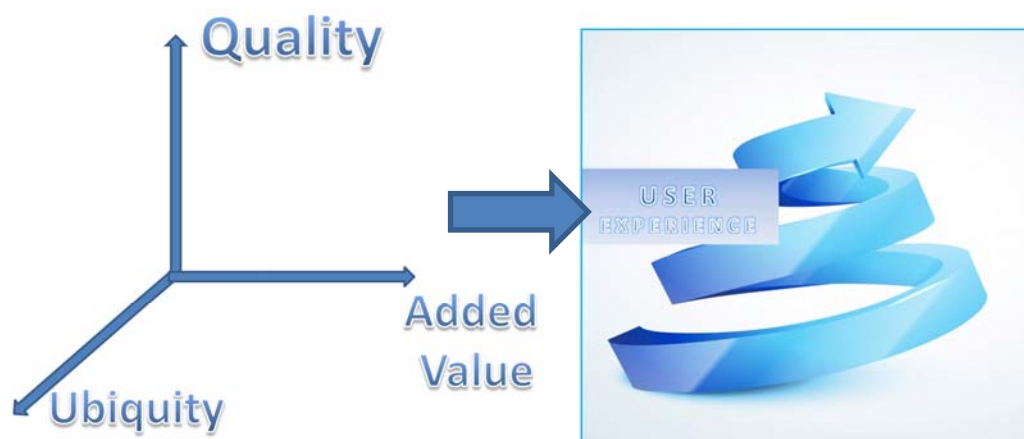 Quality
Added
Value
Ubiquity
USER
EXPERIENCE